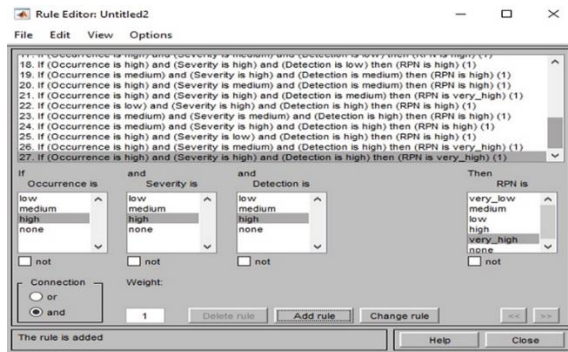 Rule Editor: Untitled2
File Edit View Options
18. If (Occurrence is high) and (Severity is high) and (Detection is low) then (RPN is high) (1)
19. If (Occurrence is medium) and (Severity is high) and (Detection is medium) then (RPN is high) (1)
20. If (Occurrence is high) and (Severity is medium) and (Detection is medium) then (RPN is high) (1)
21. If (Occurrence is high) and (Severity is high) and (Detection is medium) then (RPN is very_high) (1)
22. If (Occurrence is low) and (Severity is high) and (Detection is high) then (RPN is high) (1)
23. If (Occurrence is medium) and (Severity is medium) and (Detection is high) then (RPN is high) (1)
24. If (Occurrence is medium) and (Severity is high) and (Detection is high) then (RPN is high) (1)
25. If (Occurrence is high) and (Severity is low) and (Detection is high) then (RPN is high) (1)
26. If (Occurrence is high) and (Severity is medium) and (Detection is high) then (RPN is very_high) (1)
27. If (Occurrence is high) and (Severity is high) and (Detection is high) then (RPN is very_high) (1)
If and and Then
Occurrence is Severity is Detection is RPN is
low low low very_low
medium medium medium medium
high high high low
none none none high
very_high
none
not not not not
Connection Weight:
or
and 1 Delete rule Add rule Change rule << >>
The rule is added Help Close